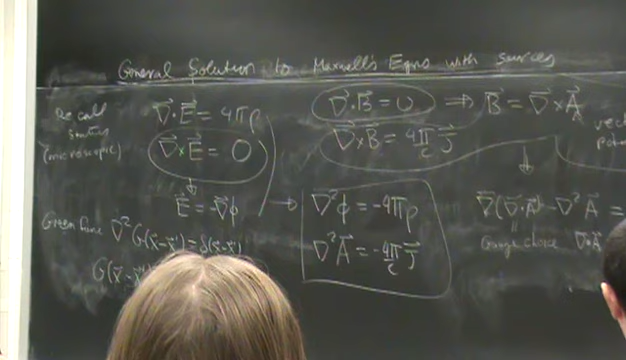 General Solution to Maxwell's Eqns with sources
Recall
statics
(microscopic)
∇⃗·E⃗ = 4πρ
∇⃗×E⃗ = 0
↓
E⃗ = -∇⃗ϕ
∇⃗·B⃗ = 0 ⇒ B⃗ = ∇⃗×A⃗
∇⃗×B⃗ = 4π/c J⃗
→ ∇²ϕ = -4πρ
∇²A⃗ = -4π/c J⃗
∇⃗(∇⃗·A⃗) - ∇²A⃗ =
Gauge choice ∇⃗·A⃗
Green func ∇²G(x⃗-x⃗') = δ(x⃗-x⃗')
G(x⃗-x⃗'